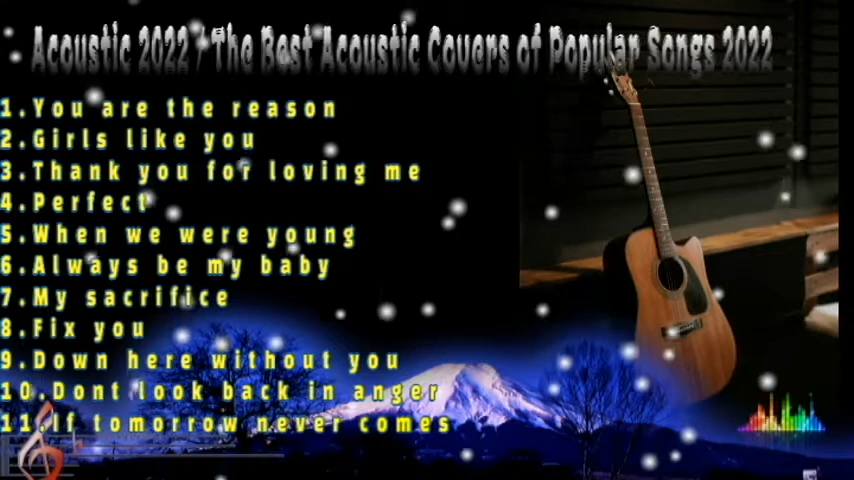 Acoustic 2022 / The Best Acoustic Covers of Popular Songs 2022
1.You are the reason
2.Girls like you
3.Thank you for loving me
4.Perfect
5.When we were young
6.Always be my baby
7.My sacrifice
8.Fix you
9.Down here without you
10.Dont look back in anger
11.If tomorrow never comes